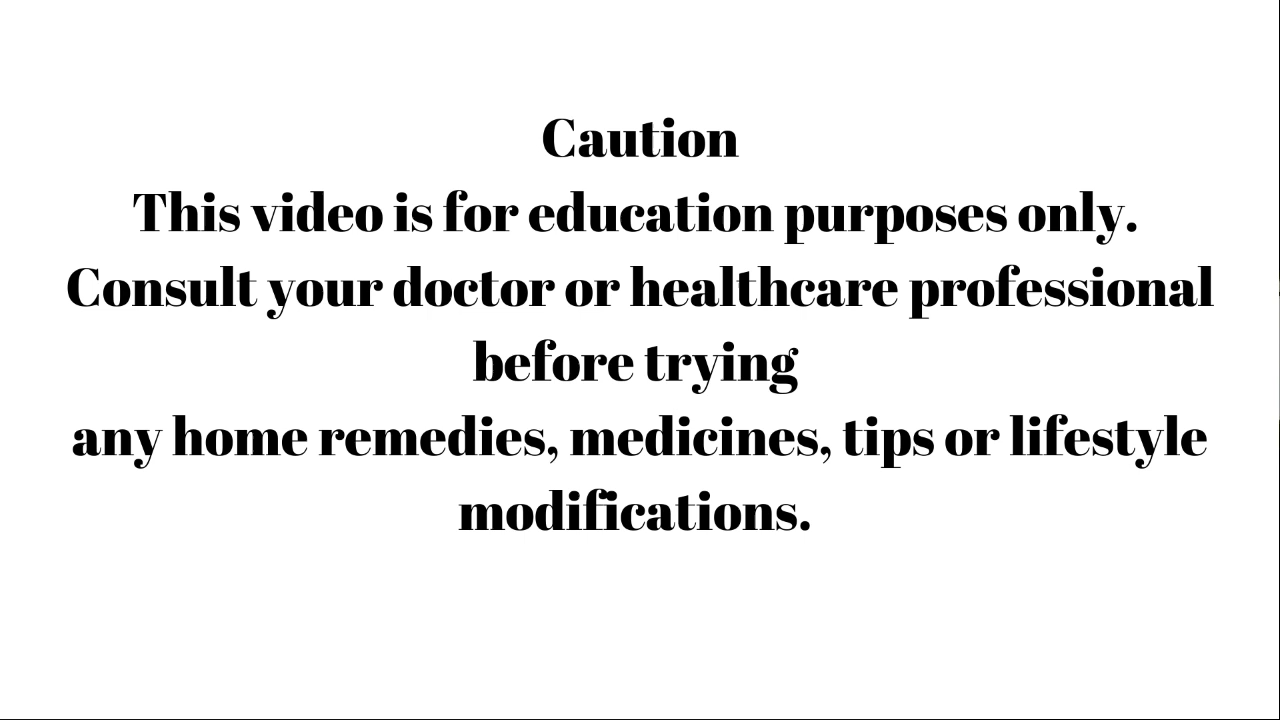 Caution
This video is for education purposes only.
Consult your doctor or healthcare professional
before trying
any home remedies, medicines, tips or lifestyle
modifications.